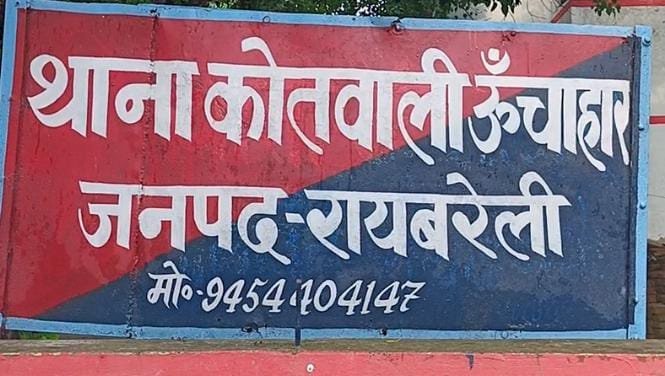 थाना कोतवाली ऊँचाहार
जनपद-रायबरेली
मो०-9454404147